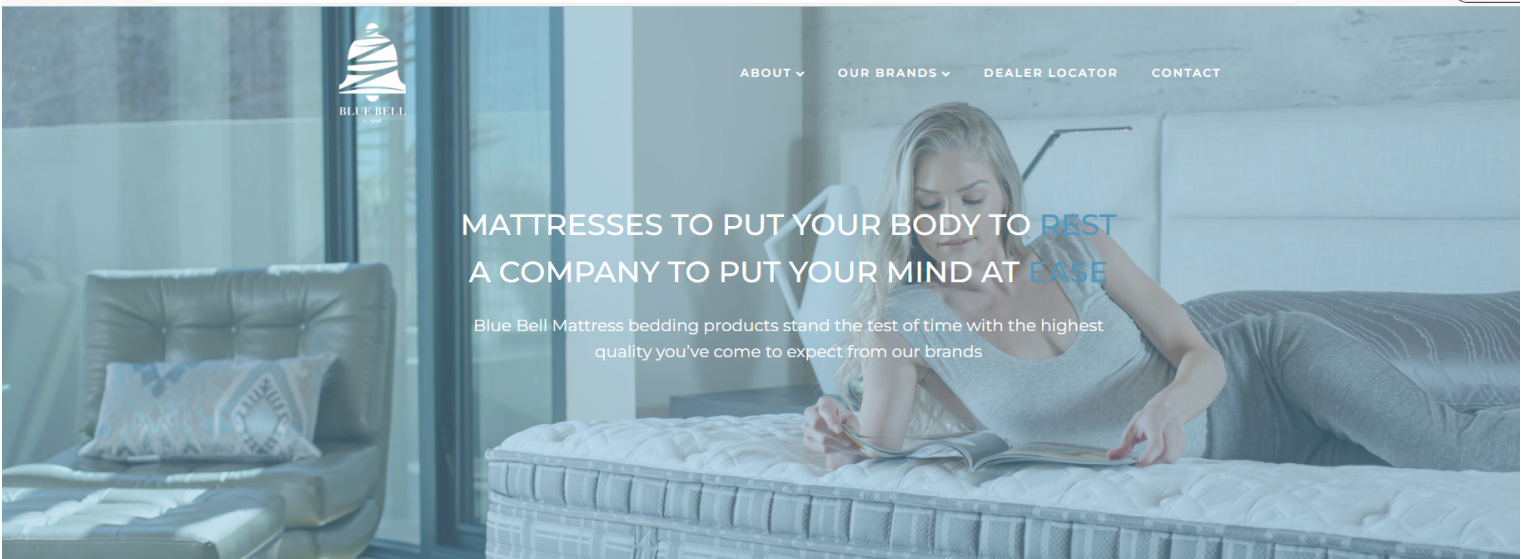 BLUE BELL
ABOUT OUR BRANDS DEALER LOCATOR CONTACT
MATTRESSES TO PUT YOUR BODY TO REST
A COMPANY TO PUT YOUR MIND AT EASE
Blue Bell Mattress bedding products stand the test of time with the highest
quality you've come to expect from our brands